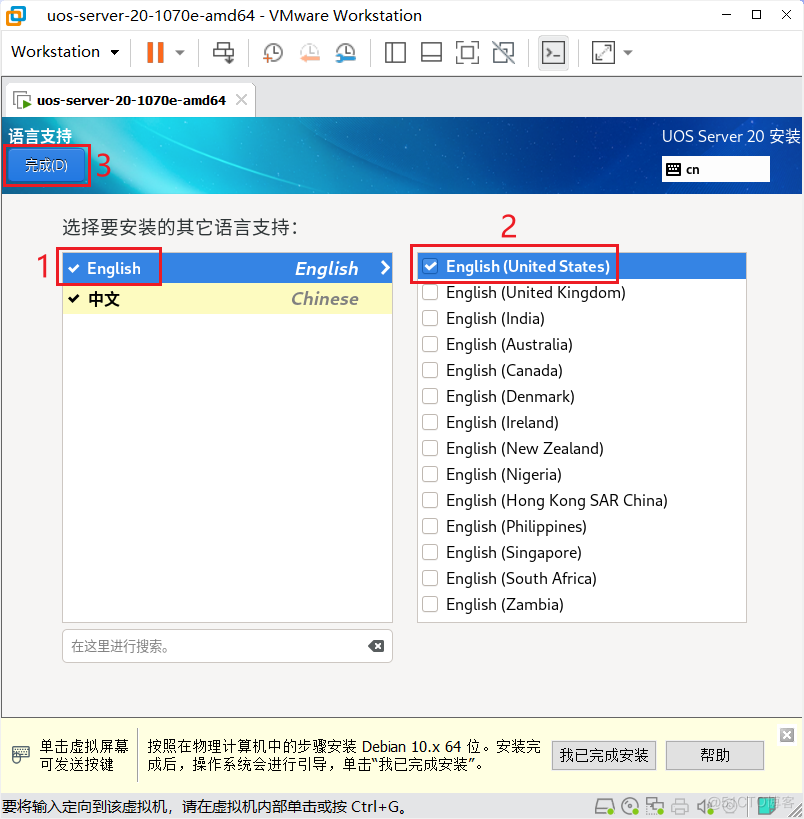 uos-server-20-1070e-amd64 - VMware Workstation
Workstation
uos-server-20-1070e-amd64
语言支持
UOS Server 20 安装
完成(D)
3
cn
选择要安装的其它语言支持：
2
1
English
English
中文
Chinese
English (United States)
English (United Kingdom)
English (India)
English (Australia)
English (Canada)
English (Denmark)
English (Ireland)
English (New Zealand)
English (Nigeria)
English (Hong Kong SAR China)
English (Philippines)
English (Singapore)
English (South Africa)
English (Zambia)
在这里进行搜索。
单击虚拟屏幕
可发送按键
按照在物理计算机中的步骤安装 Debian 10.x 64 位。安装完
成后，操作系统会进行引导，单击“我已完成安装”。
我已完成安装
帮助
要将输入定向到该虚拟机，请在虚拟机内部单击或按 Ctrl+G。
@51CTO博客